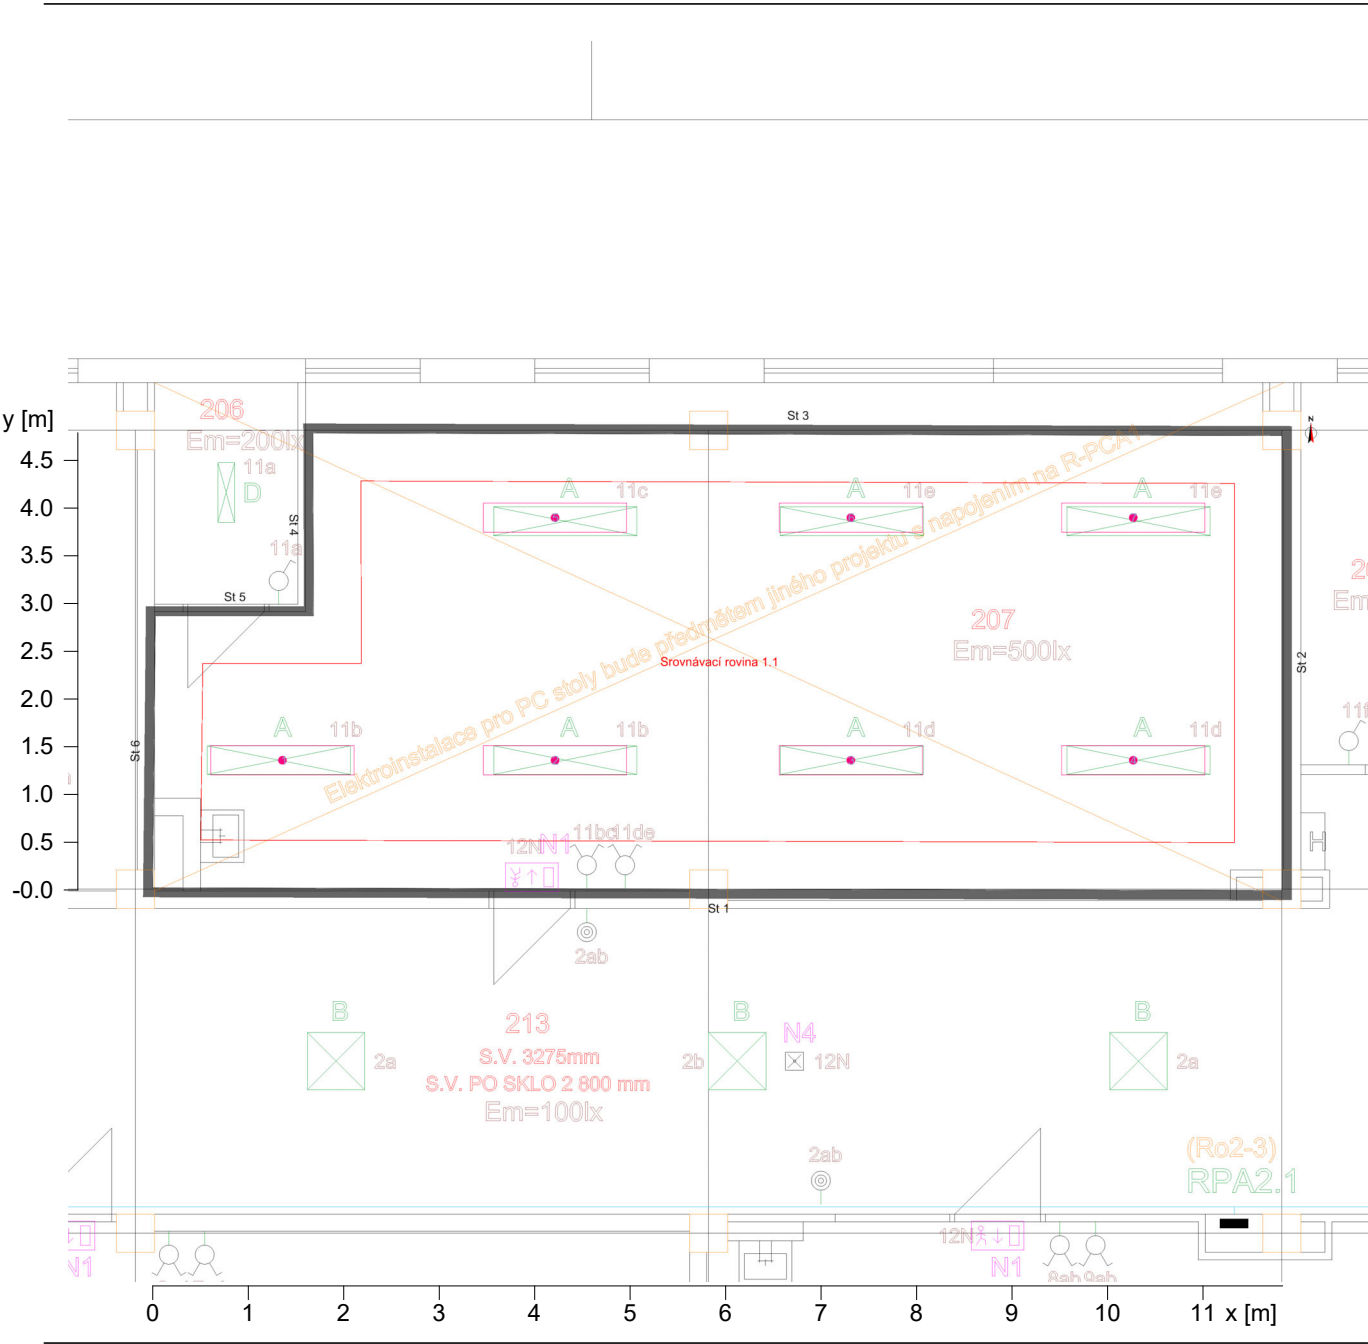 St 3
N
y [m]
206
Em=200lx
11a
D
4.5
A 11c
A 11e
A 11e
4.0
St 4
3.5
11a
St 5
3.0
207
Em=500lx
Elektroinstalace pro PC stoly bude předmětem jiného projektu s napojením na R-PCA1
Srovnávací rovina 1.1
St 2
2.5
2.0
A 11b
A 11b
A 11d
A 11d
St 6
1.5
1.0
0.5
12N N1 11bc 11de
H
-0.0
St 1
2ab
B 2a
213
S.V. 3275mm
S.V. PO SKLO 2 800 mm
Em=100lx
B 2b
N4
12N
B 2a
2ab
(Ro2-3)
RPA2.1
N1
12N
N1
8ab 9ab
0 1 2 3 4 5 6 7 8 9 10 11 x [m]